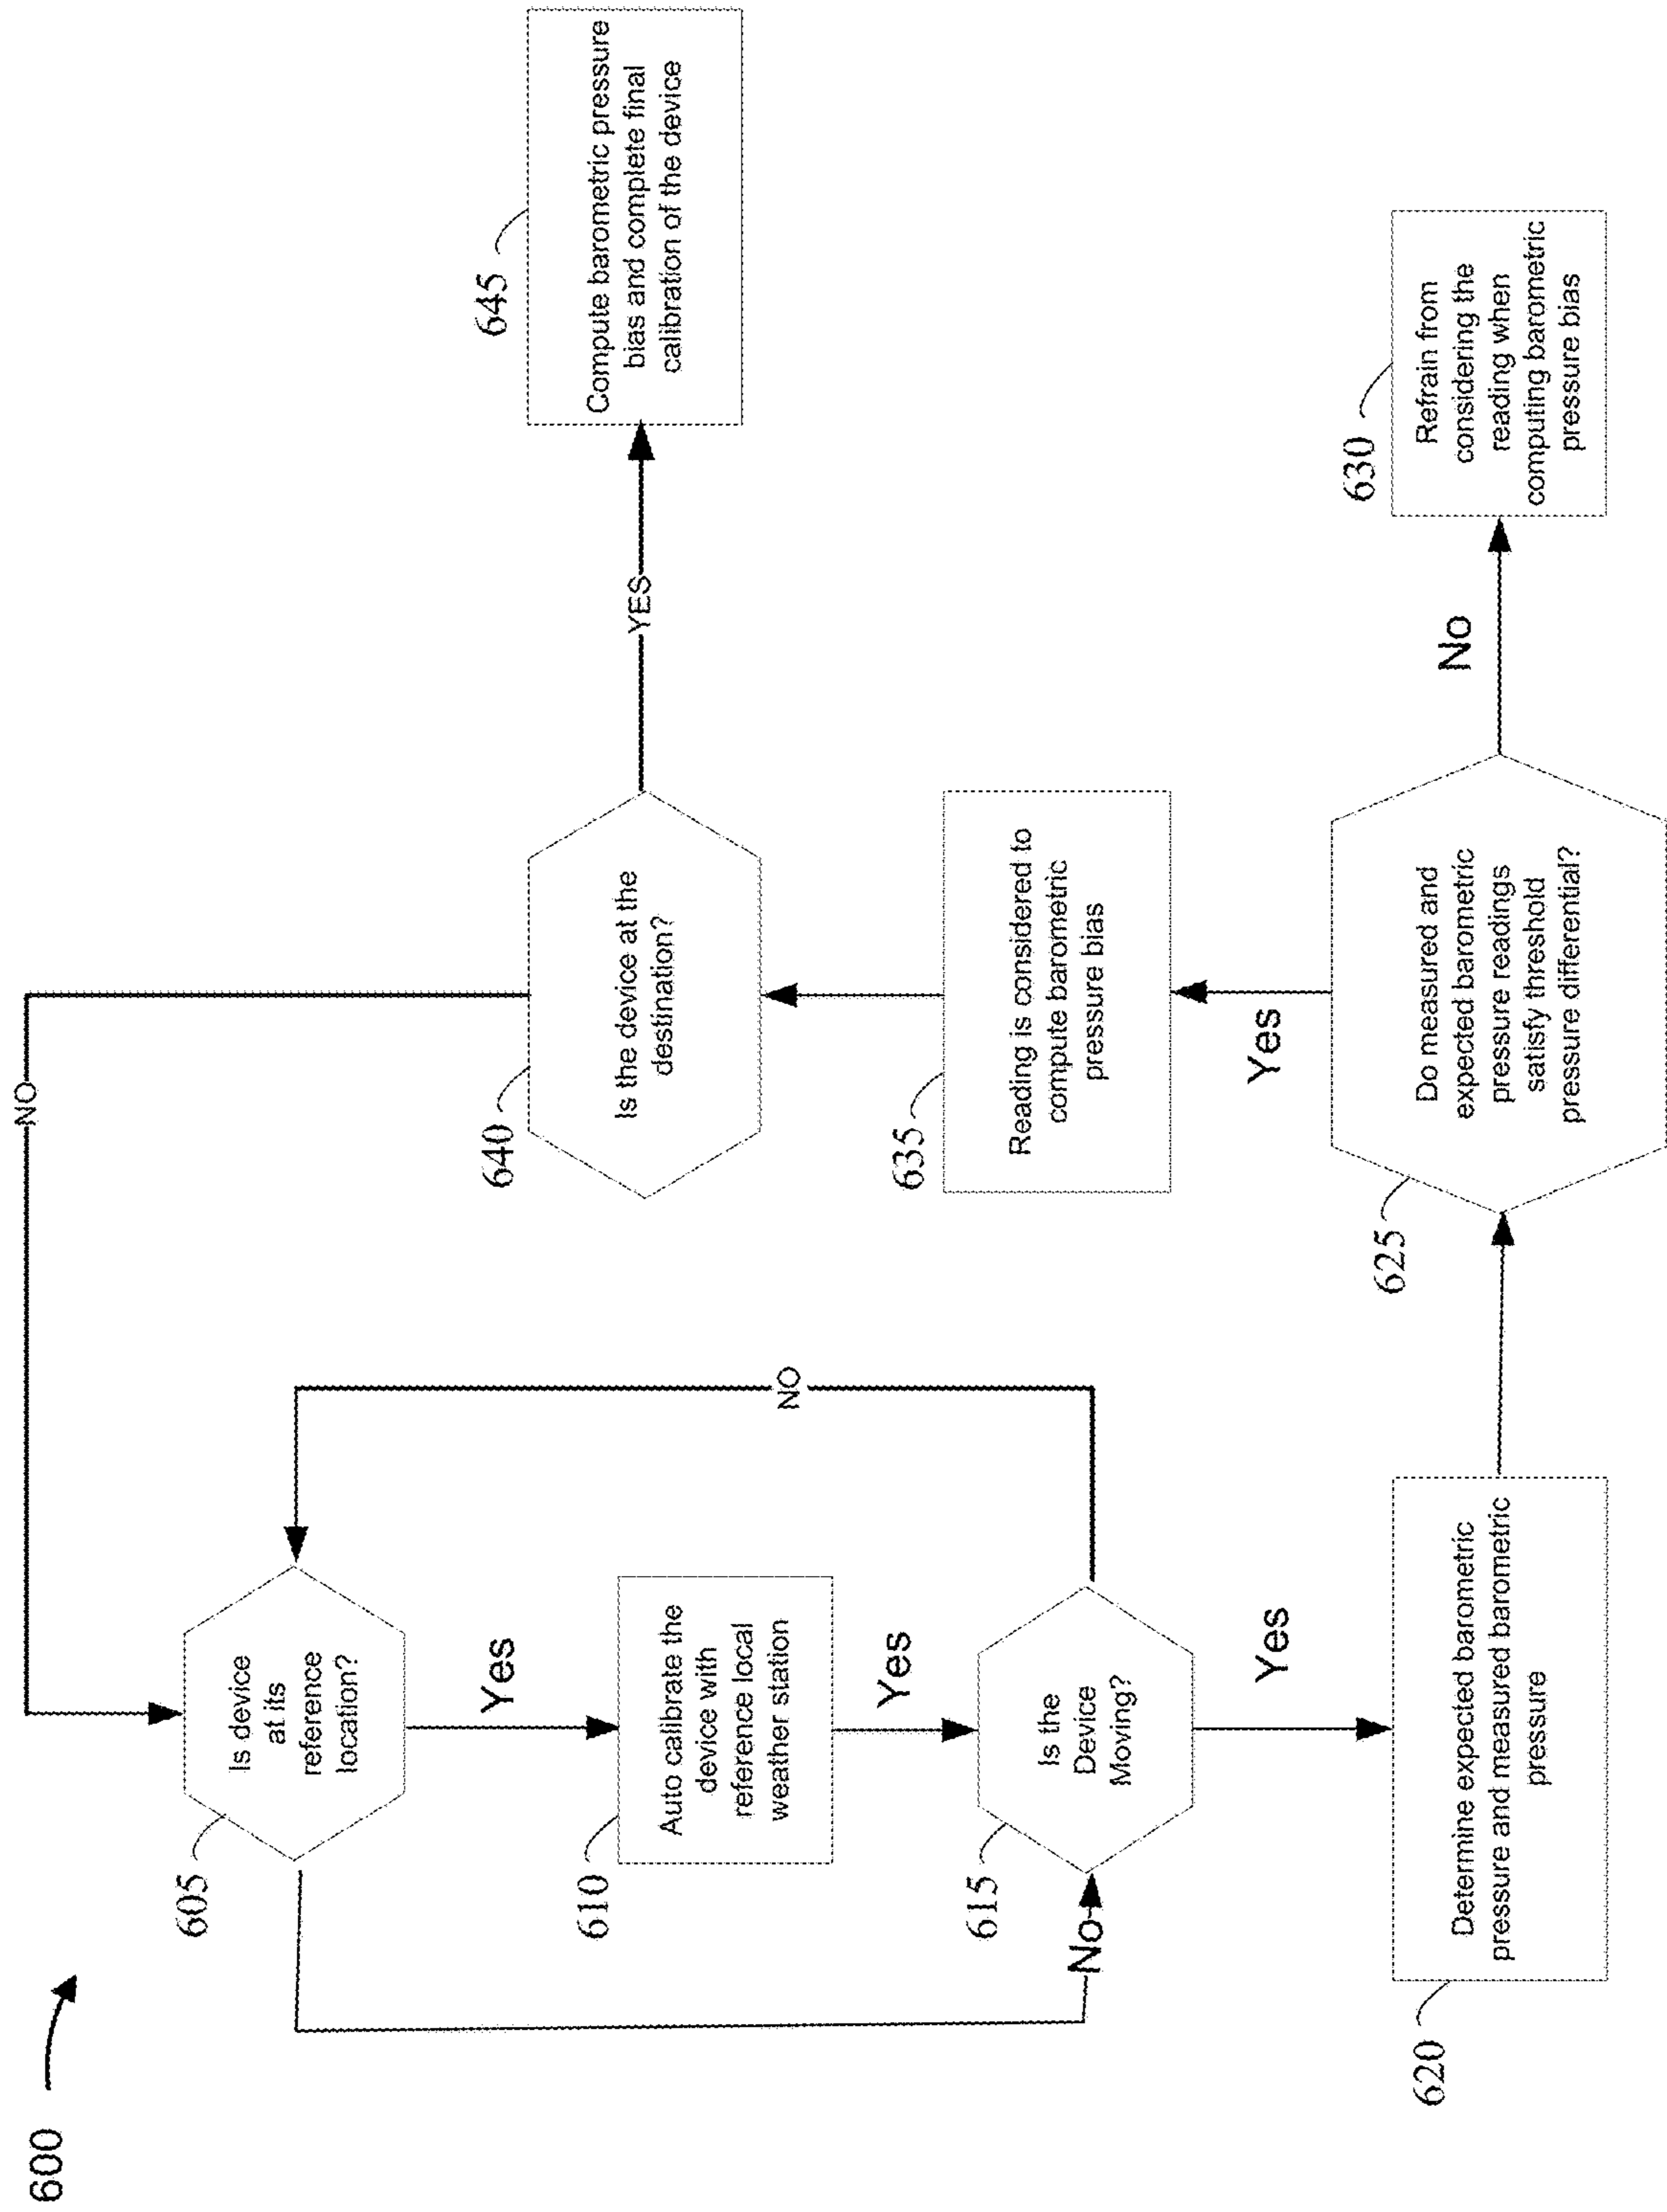 600
605
Is device
at its
reference
location?
Yes
610
Auto calibrate the
device with
reference local
weather station
Yes
615
Is the
Device
Moving?
No
NO
Yes
620
Determine expected barometric
pressure and measured barometric
pressure
625
Do measured and
expected barometric
pressure readings
satisfy threshold
pressure differential?
No
630
Refrain from
considering the
reading when
computing barometric
pressure bias
Yes
635
Reading is considered to
compute barometric
pressure bias
640
Is the device at the
destination?
NO
YES
645
Compute barometric pressure
bias and complete final
calibration of the device